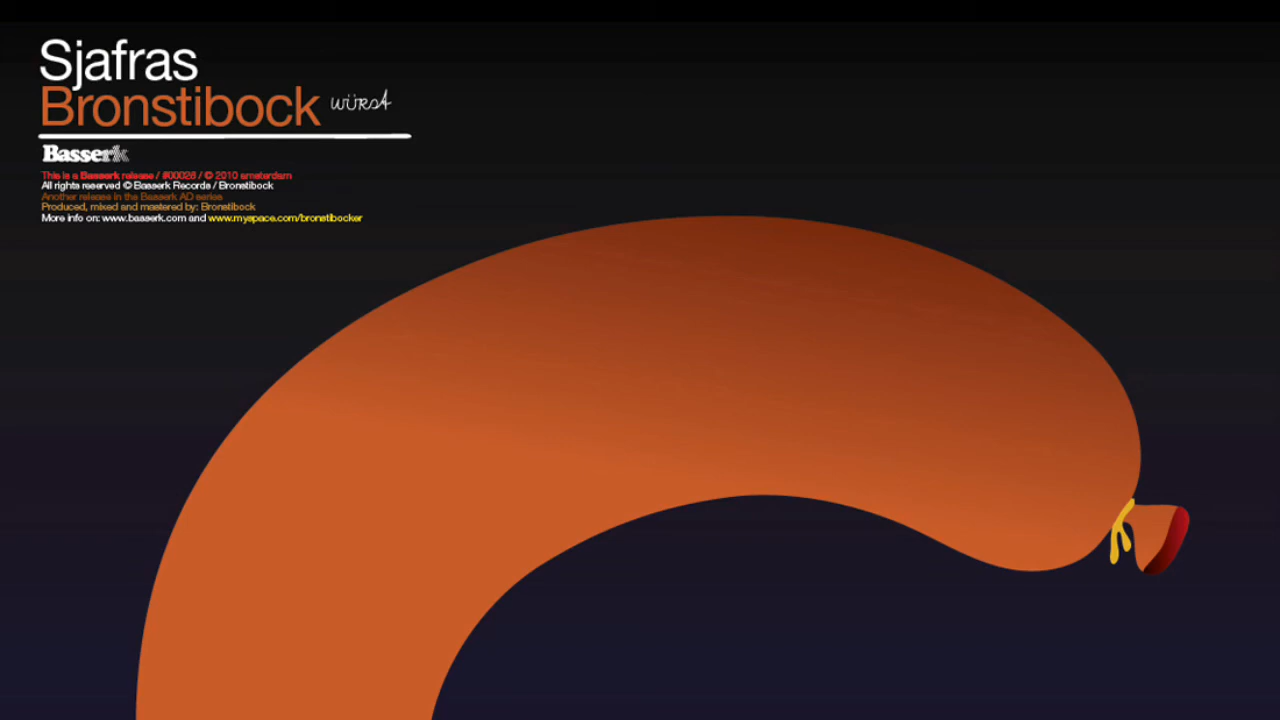 Sjafras
Bronstibock würst
Basserk
This is a Basserk release / #00028 / © 2010 amsterdam
All rights reserved © Basserk Records / Bronstibock
Another release in the Basserk AD series
Produced, mixed and mastered by: Bronstibock
More info on: www.basserk.com and www.myspace.com/bronstibocker